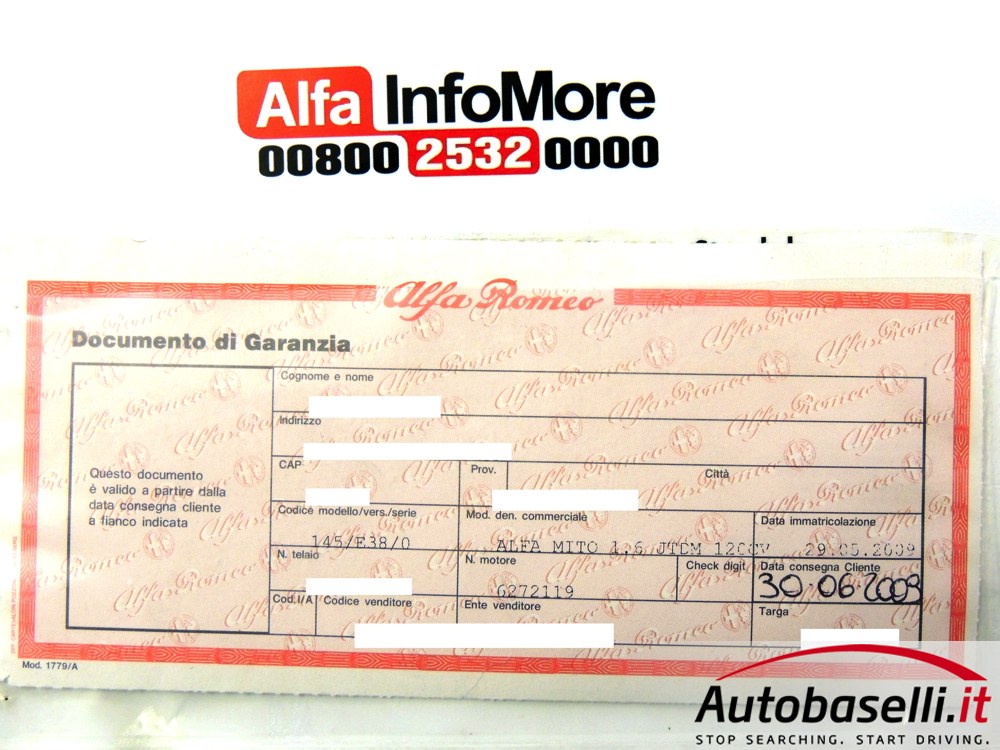 Alfa InfoMore
00800 2532 0000
Alfa Romeo
Documento di Garanzia
Cognome e nome
Indirizzo
CAP Prov. Città
Questo documento
è valido a partire dalla
data consegna cliente
a fianco indicata
Codice modello/vers./serie Mod. den. commerciale Data immatricolazione
145/E38/0 ALFA MITO 1.6 JTDM 120CV 29.05.2009
N. telaio N. motore Check digit Data consegna Cliente
6272119 30-06 2009
Cod.I/A Codice venditore Ente venditore Targa
Mod. 1779/A
Autobaselli.it
STOP SEARCHING. START DRIVING.